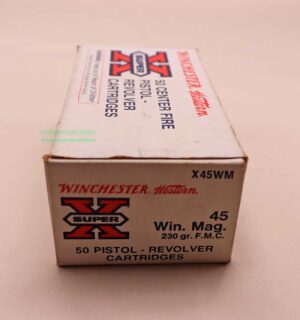 WINCHESTER Western
X
SUPER
50 CENTER FIRE
PISTOL -
REVOLVER
CARTRIDGES
X45WM
WINCHESTER Western
X
SUPER
45
Win. Mag.
230 gr. F.M.C.
50 PISTOL - REVOLVER
CARTRIDGES